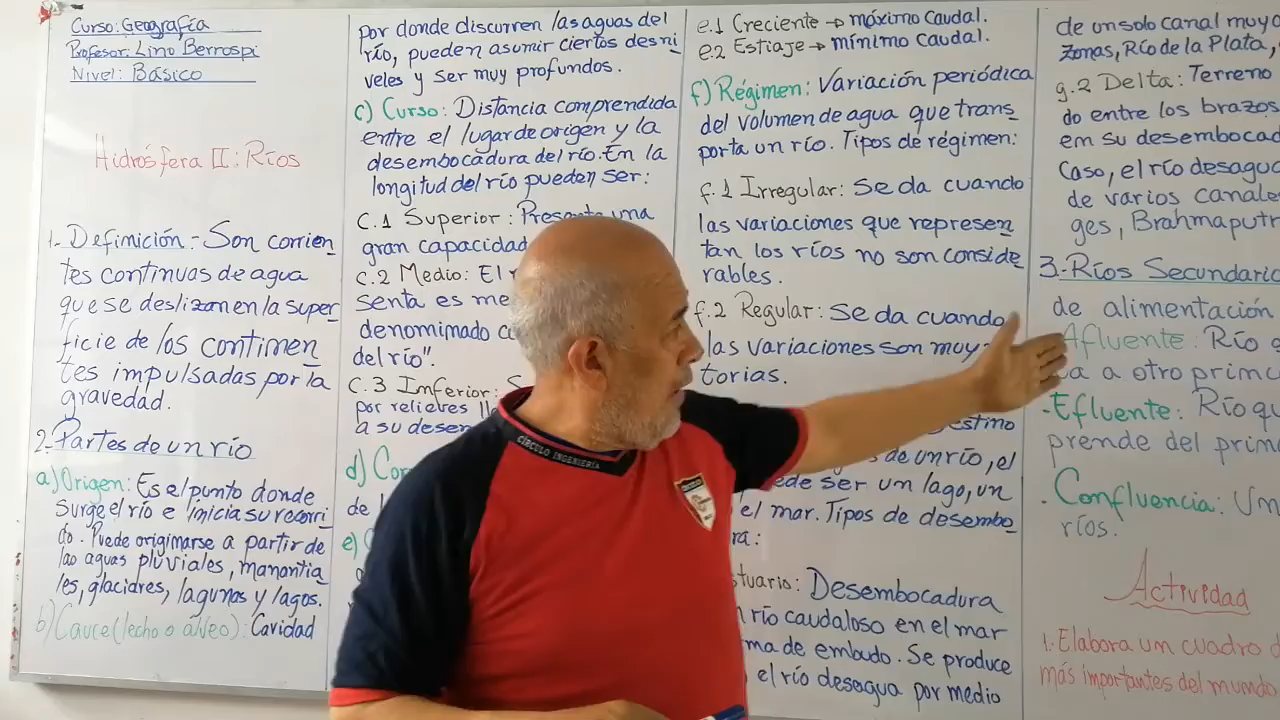 Curso: Geografía
Profesor: Lino Berrospi
Nivel: Básico
Hidrósfera II: Ríos
1.- Definición.- Son corrien
tes continuas de agua
que se deslizan en la super
ficie de los continen
tes impulsadas por la
gravedad.
2.- Partes de un río
a) Origen: Es el punto donde
surge el río e inicia su recorri
do. Puede originarse a partir de
las aguas pluviales, manantia
les, glaciares, lagunas y lagos.
b) Cauce (lecho o álveo): Cavidad
por donde discurren las aguas del
río, pueden asumir ciertos desni
veles y ser muy profundos.
c) Curso: Distancia comprendida
entre el lugar de origen y la
desembocadura del río. En la
longitud del río pueden ser:
C.1 Superior: Presenta una
gran capacidad
C.2 Medio: El
senta es me
denominado
del río".
C.3 Inferior:
por relieves
a su desem
d)
de
e)
e.1 Creciente → máximo caudal.
e.2 Estiaje → mínimo caudal.
f) Régimen: Variación periódica
del volumen de agua que trans
porta un río. Tipos de régimen:
f.1 Irregular: Se da cuando
las variaciones que represen
tan los ríos no son conside
rables.
f.2 Regular: Se da cuando
las variaciones son muy
torias.
estino
de un río, el
ede ser un lago, un
el mar. Tipos de desembo
ra:
stuario: Desembocadura
río caudaloso en el mar
ma de embudo. Se produce
el río desagua por medio
de un solo canal muy
zonas, Río de la Plata,
g.2 Delta: Terreno
do entre los brazos
en su desemboca
Caso, el río desagua
de varios canale
ges, Brahmaputr
3.- Ríos Secundario
de alimentación
Afluente: Río
a otro princ
- Efluente: Río qu
prende del prin
. Confluencia: Un
ríos.
Actividad
1.- Elabora un cuadro d
más importantes del mundo
CÍRCULO INGENIERÍA